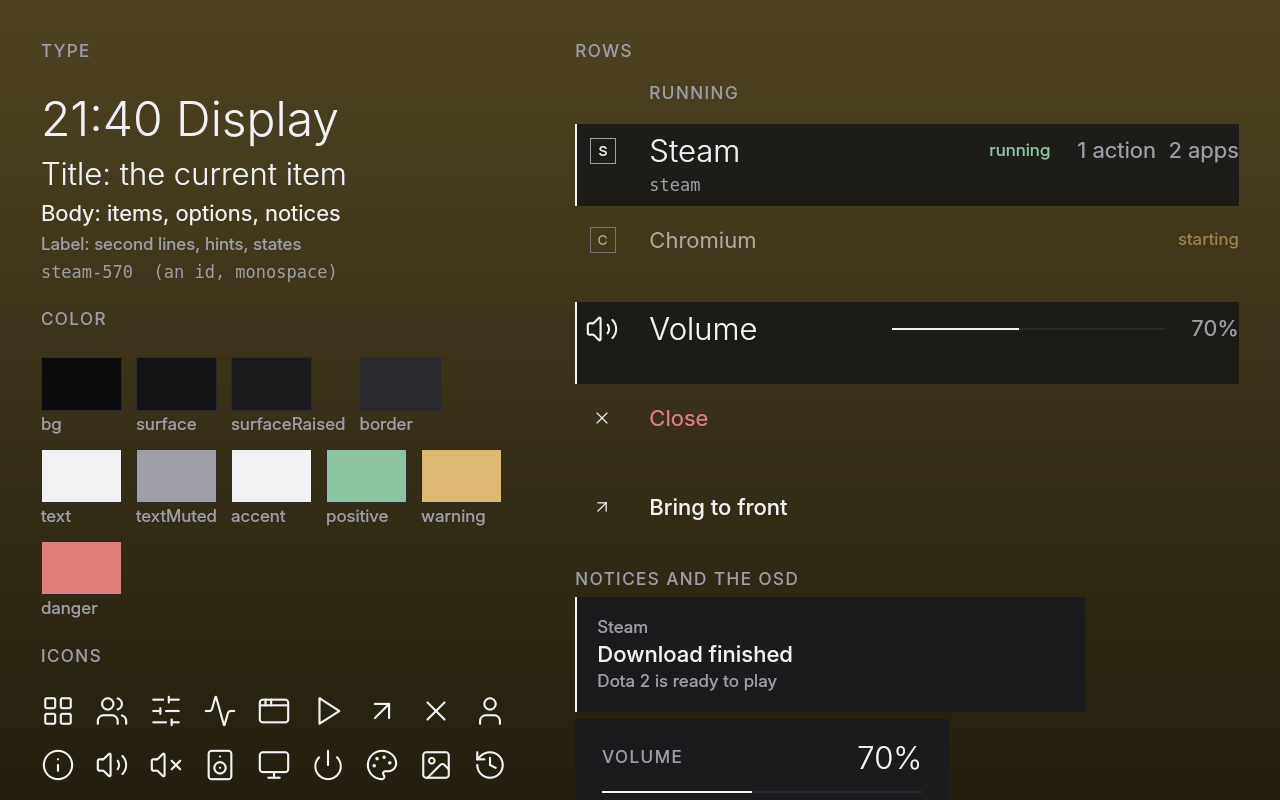 TYPE
21:40 Display
Title: the current item
Body: items, options, notices
Label: second lines, hints, states
steam-570  (an id, monospace)
COLOR
bg
surface
surfaceRaised
border
text
textMuted
accent
positive
warning
danger
ICONS
ROWS
RUNNING
S
Steam
running
1 action
2 apps
steam
C
Chromium
starting
Volume
70%
Close
Bring to front
NOTICES AND THE OSD
Steam
Download finished
Dota 2 is ready to play
VOLUME
70%